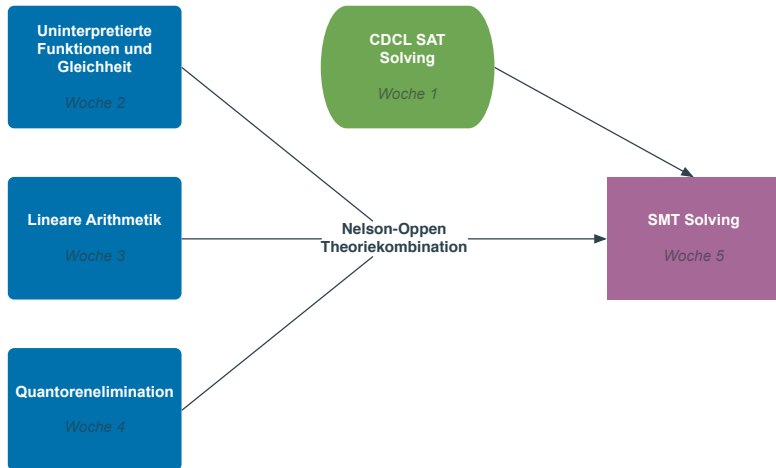 Uninterpretierte
Funktionen und
Gleichheit
Woche 2
CDCL SAT
Solving
Woche 1
Lineare Arithmetik
Woche 3
Nelson-Oppen
Theoriekombination
SMT Solving
Woche 5
Quantorenelimination
Woche 4